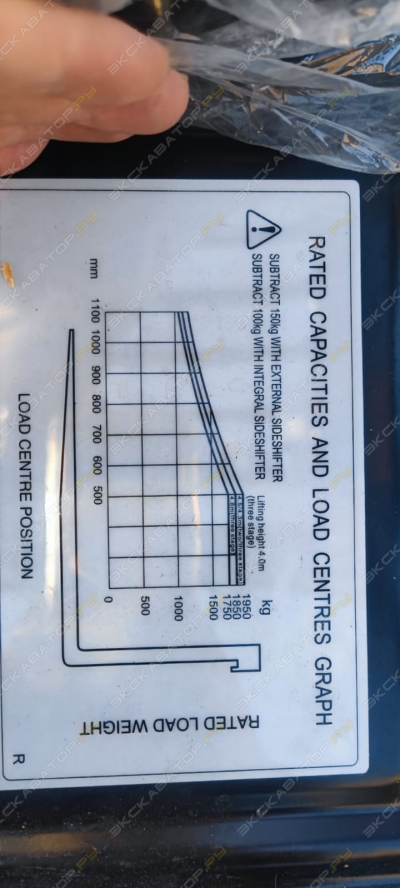 RATED CAPACITIES AND LOAD CENTRES GRAPH
SUBTRACT 150kg WITH EXTERNAL SIDESHIFTER
SUBTRACT 100kg WITH INTEGRAL SIDESHIFTER
Lifting height 4.0m
(three stage)
kg
1950
1850
1750
1500
1000
500
0
mm
1100 1000 900 800 700 600 500
LOAD CENTRE POSITION
RATED LOAD WEIGHT
R
ЭКСКАВАТОР.РУ